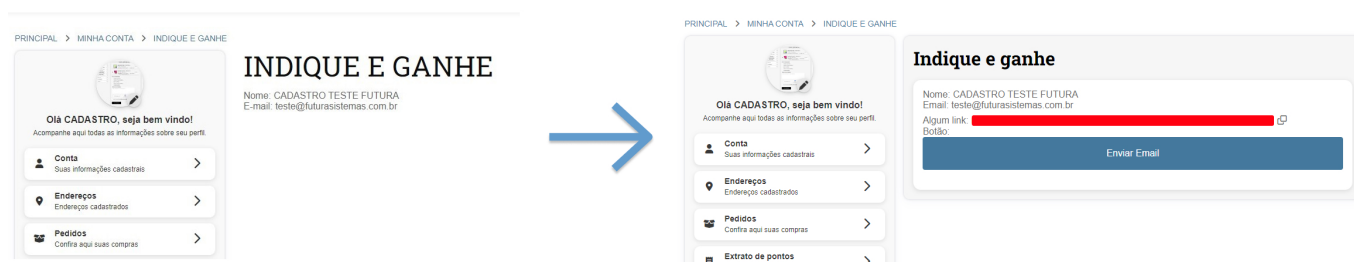 PRINCIPAL > MINHA CONTA > INDIQUE E GANHE
Olá CADASTRO, seja bem vindo!
Acompanhe aqui todas as informações sobre seu perfil.
Conta
Suas informações cadastrais
Endereços
Endereços cadastrados
Pedidos
Confira aqui suas compras
INDIQUE E GANHE
Nome: CADASTRO TESTE FUTURA
E-mail: teste@futurasistemas.com.br
PRINCIPAL > MINHA CONTA > INDIQUE E GANHE
Olá CADASTRO, seja bem vindo!
Acompanhe aqui todas as informações sobre seu perfil.
Conta
Suas informações cadastrais
Endereços
Endereços cadastrados
Pedidos
Confira aqui suas compras
Extrato de pontos
Indique e ganhe
Nome: CADASTRO TESTE FUTURA
Email: teste@futurasistemas.com.br
Algum link:
Botão:
Enviar Email